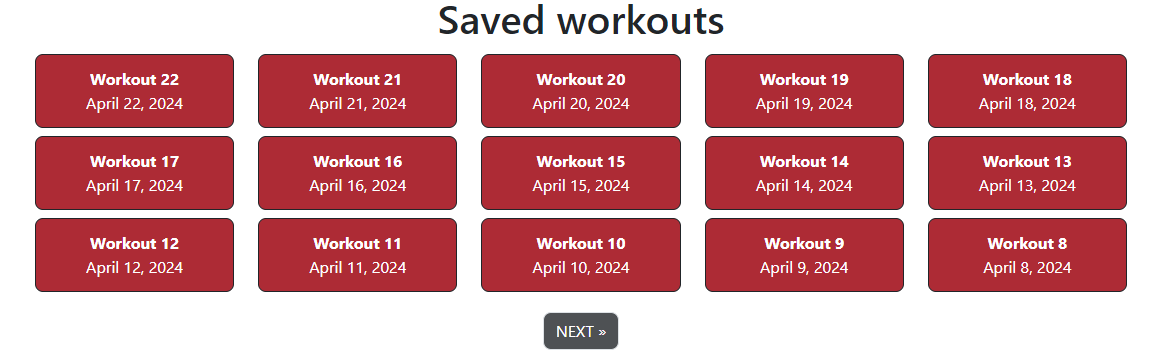 Saved workouts
Workout 22
April 22, 2024
Workout 21
April 21, 2024
Workout 20
April 20, 2024
Workout 19
April 19, 2024
Workout 18
April 18, 2024
Workout 17
April 17, 2024
Workout 16
April 16, 2024
Workout 15
April 15, 2024
Workout 14
April 14, 2024
Workout 13
April 13, 2024
Workout 12
April 12, 2024
Workout 11
April 11, 2024
Workout 10
April 10, 2024
Workout 9
April 9, 2024
Workout 8
April 8, 2024
NEXT »